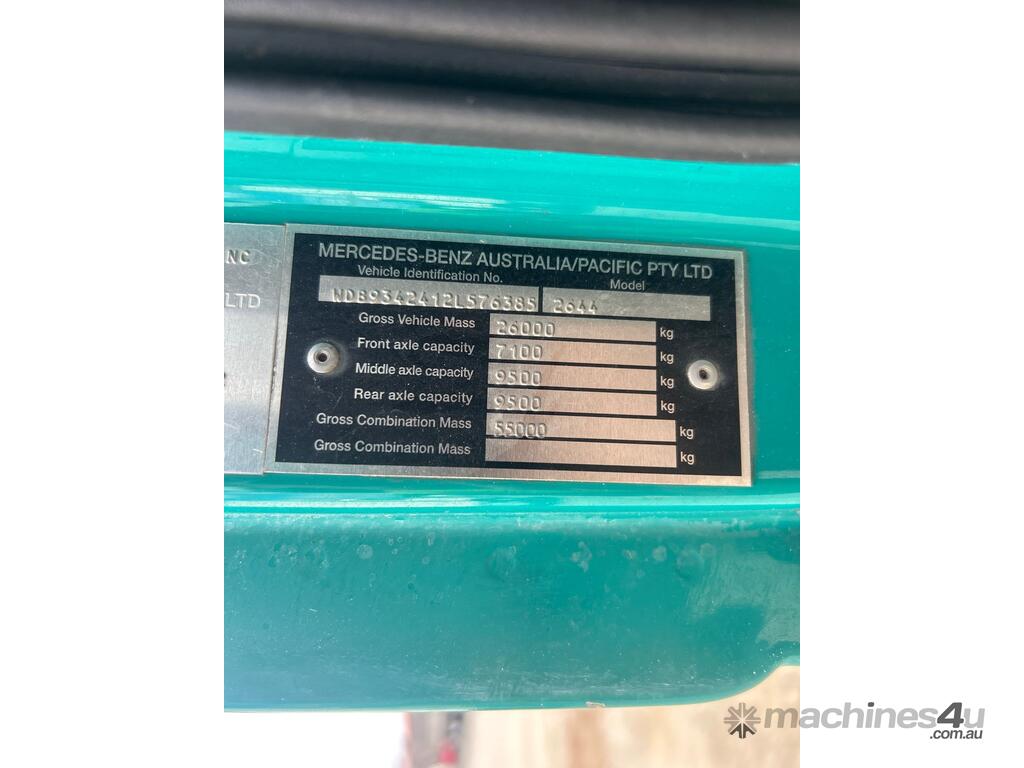 NC
LTD
MERCEDES-BENZ AUSTRALIA/PACIFIC PTY LTD
Vehicle Identification No. Model
WDB9342412L576385 2644
Gross Vehicle Mass 26000 kg
Front axle capacity 7100 kg
Middle axle capacity 9500 kg
Rear axle capacity 9500 kg
Gross Combination Mass 55000 kg
Gross Combination Mass kg
machines4u
.com.au